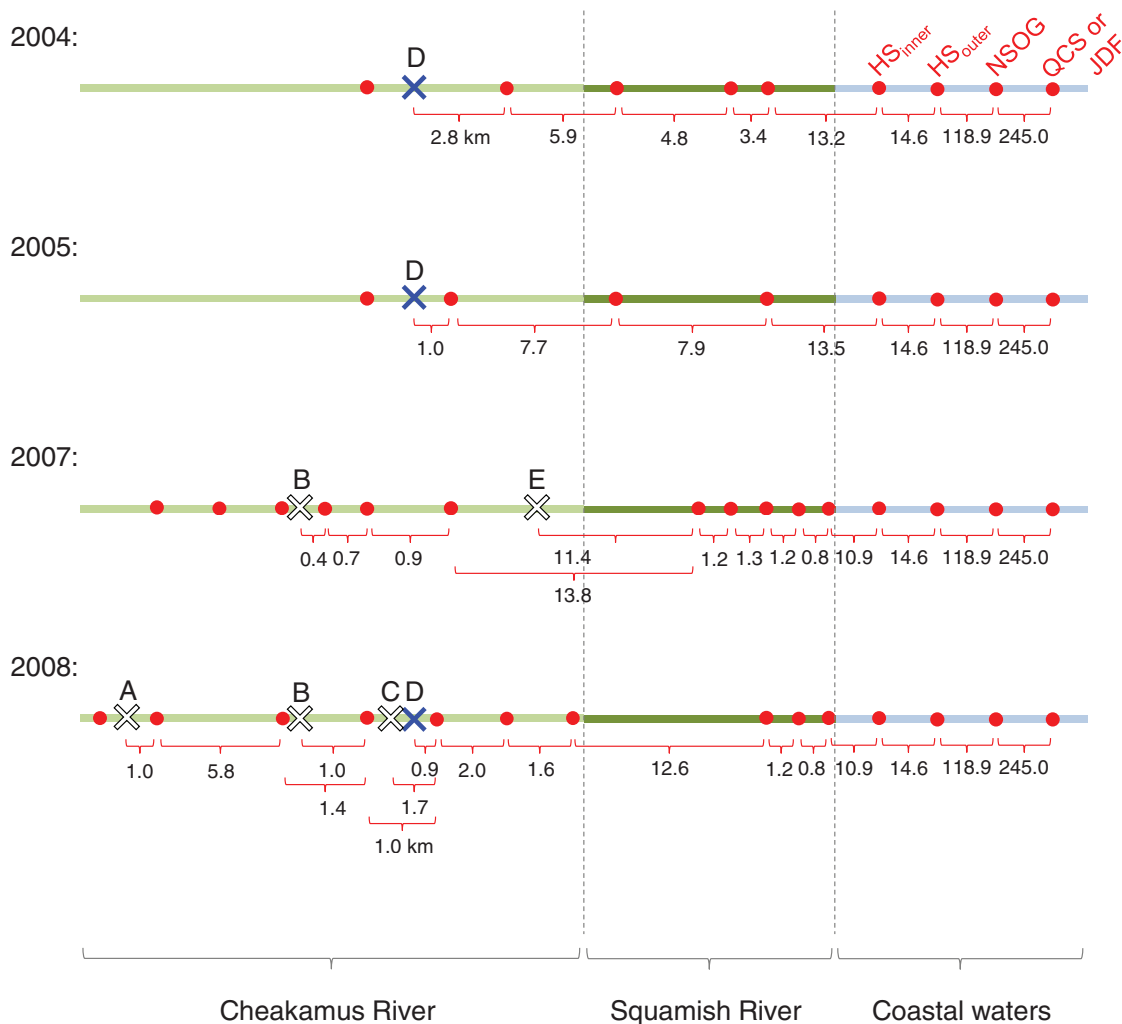 2004:
D
HSinner
HSouter
NSOG
QCS or
JDF
2.8 km 5.9 4.8 3.4 13.2 14.6 118.9 245.0
2005:
D
1.0 7.7 7.9 13.5 14.6 118.9 245.0
2007:
B E
0.4 0.7 0.9 11.4 1.2 1.3 1.2 0.8 10.9 14.6 118.9 245.0
13.8
2008:
A B C D
1.0 5.8 1.0 0.9 2.0 1.6 12.6 1.2 0.8 10.9 14.6 118.9 245.0
1.4 1.7
1.0 km
Cheakamus River Squamish River Coastal waters